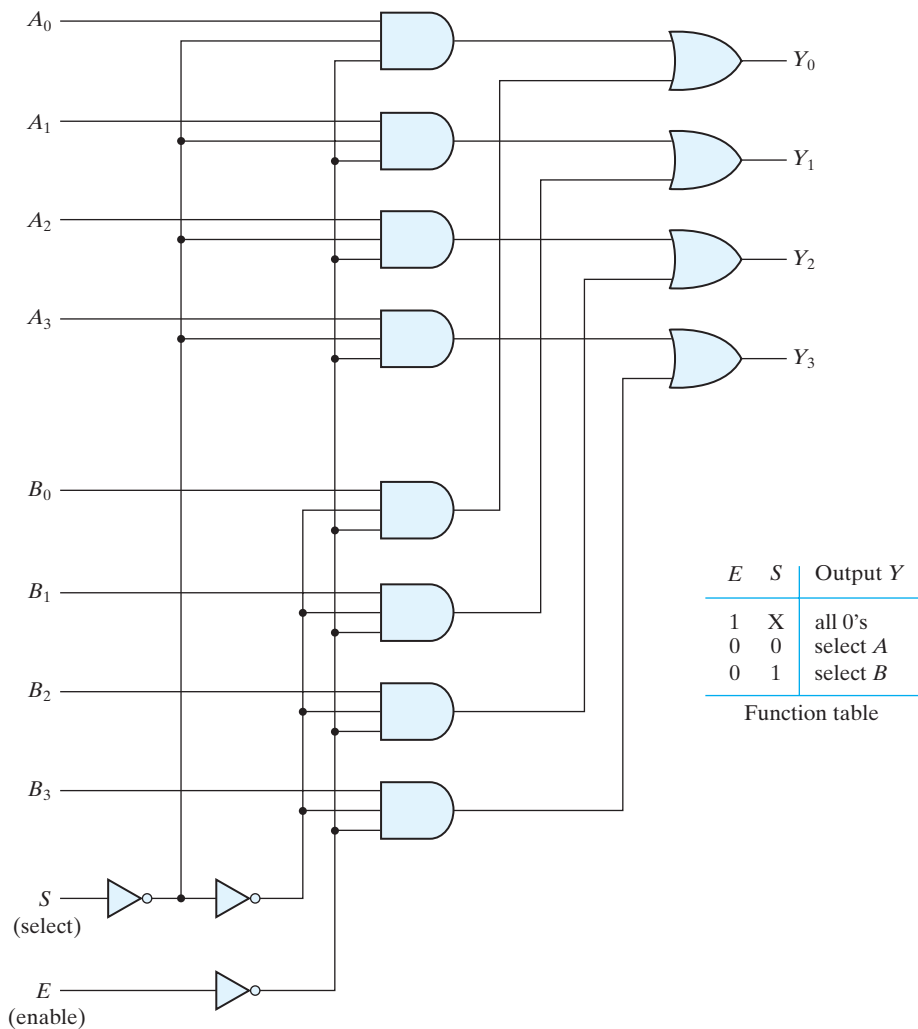 A₀
Y₀
A₁
Y₁
A₂
Y₂
A₃
Y₃
B₀
B₁
E S Output Y
1 X all 0's
0 0 select A
0 1 select B
B₂
Function table
B₃
S
(select)
E
(enable)